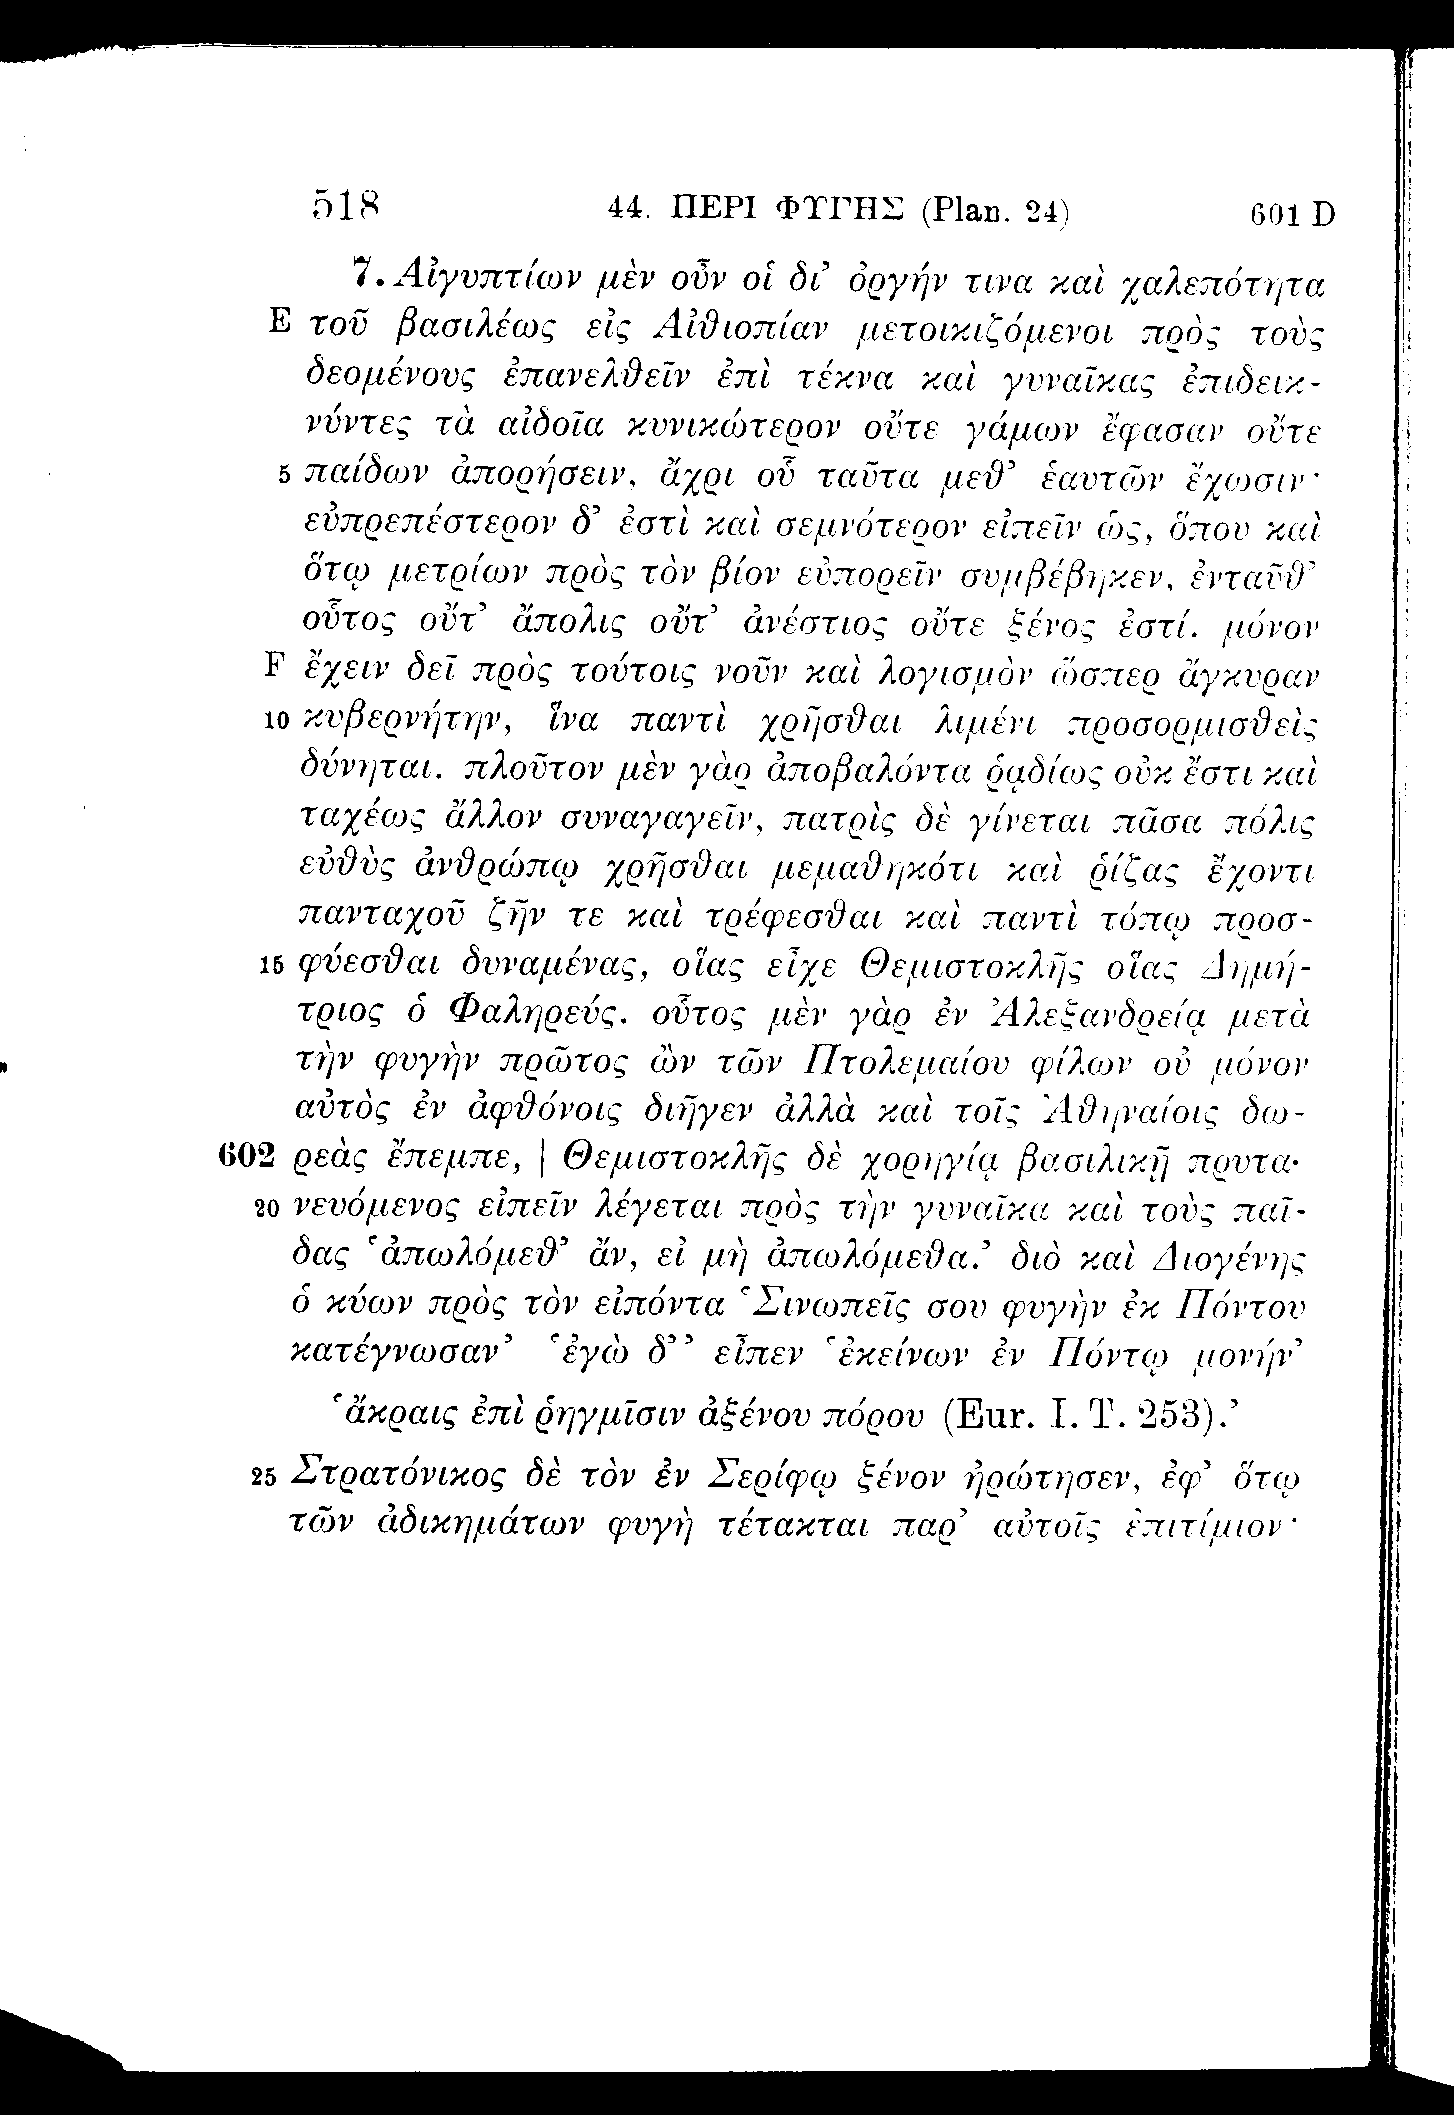 518 44. ΠΕΡΙ ΦΥΓΗΣ (Plan. 24) 601 D
7. Αἰγυπτίων μὲν οὖν οἱ δι’ ὀργήν τινα καὶ χαλεπότητα
E τοῦ βασιλέως εἰς Αἰθιοπίαν μετοικιζόμενοι πρὸς τοὺς
δεομένους ἐπανελθεῖν ἐπὶ τέκνα καὶ γυναῖκας ἐπιδεικ-
νύντες τὰ αἰδοῖα κυνικώτερον οὔτε γάμων ἔφασαν οὔτε
5 παίδων ἀπορήσειν, ἄχρι οὗ ταῦτα μεθ’ ἑαυτῶν ἔχωσιν·
εὐπρεπέστερον δ’ ἐστὶ καὶ σεμνότερον εἰπεῖν ὡς, ὅπου καὶ
ὅτῳ μετρίων πρὸς τὸν βίον εὐπορεῖν συμβέβηκεν, ἐνταῦθ’
οὗτος οὔτ’ ἄπολις οὔτ’ ἀνέστιος οὔτε ξένος ἐστί. μόνον
F ἔχειν δεῖ πρὸς τούτοις νοῦν καὶ λογισμὸν ὥσπερ ἄγκυραν
10 κυβερνήτην, ἵνα παντὶ χρῆσθαι λιμένι προσορμισθεὶς
δύνηται. πλοῦτον μὲν γὰρ ἀποβαλόντα ῥᾳδίως οὐκ ἔστι καὶ
ταχέως ἄλλον συναγαγεῖν, πατρὶς δὲ γίνεται πᾶσα πόλις
εὐθὺς ἀνθρώπῳ χρῆσθαι μεμαθηκότι καὶ ῥίζας ἔχοντι
πανταχοῦ ζῆν τε καὶ τρέφεσθαι καὶ παντὶ τόπῳ προσ-
15 φύεσθαι δυναμένας, οἵας εἶχε Θεμιστοκλῆς οἵας Δημή-
τριος ὁ Φαληρεύς. οὗτος μὲν γὰρ ἐν Ἀλεξανδρείᾳ μετὰ
τὴν φυγὴν πρῶτος ὢν τῶν Πτολεμαίου φίλων οὐ μόνον
αὐτὸς ἐν ἀφθόνοις διῆγεν ἀλλὰ καὶ τοῖς Ἀθηναίοις δω-
602 ρεὰς ἔπεμπε, | Θεμιστοκλῆς δὲ χορηγίᾳ βασιλικῇ πρυτα-
20 νευόμενος εἰπεῖν λέγεται πρὸς τὴν γυναῖκα καὶ τοὺς παῖ-
δας ‘ἀπωλόμεθ’ ἄν, εἰ μὴ ἀπωλόμεθα.’ διὸ καὶ Διογένης
ὁ κύων πρὸς τὸν εἰπόντα ‘Σινωπεῖς σου φυγὴν ἐκ Πόντου
κατέγνωσαν’ ‘ἐγὼ δ’’ εἶπεν ‘ἐκείνων ἐν Πόντῳ μονήν’
‘ἄκραις ἐπὶ ῥηγμῖσιν ἀξένου πόρου (Eur. I. T. 253).’
25 Στρατόνικος δὲ τὸν ἐν Σερίφῳ ξένον ἠρώτησεν, ἐφ’ ὅτῳ
τῶν ἀδικημάτων φυγὴ τέτακται παρ’ αὐτοῖς ἐπιτίμιον·